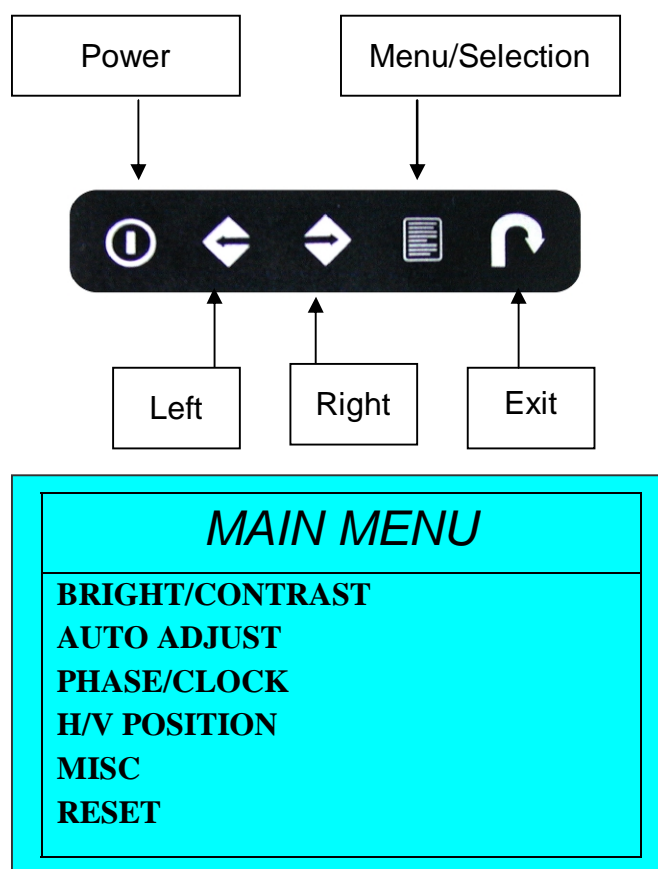 Power
Menu/Selection
Left
Right
Exit
MAIN MENU
BRIGHT/CONTRAST
AUTO ADJUST
PHASE/CLOCK
H/V POSITION
MISC
RESET